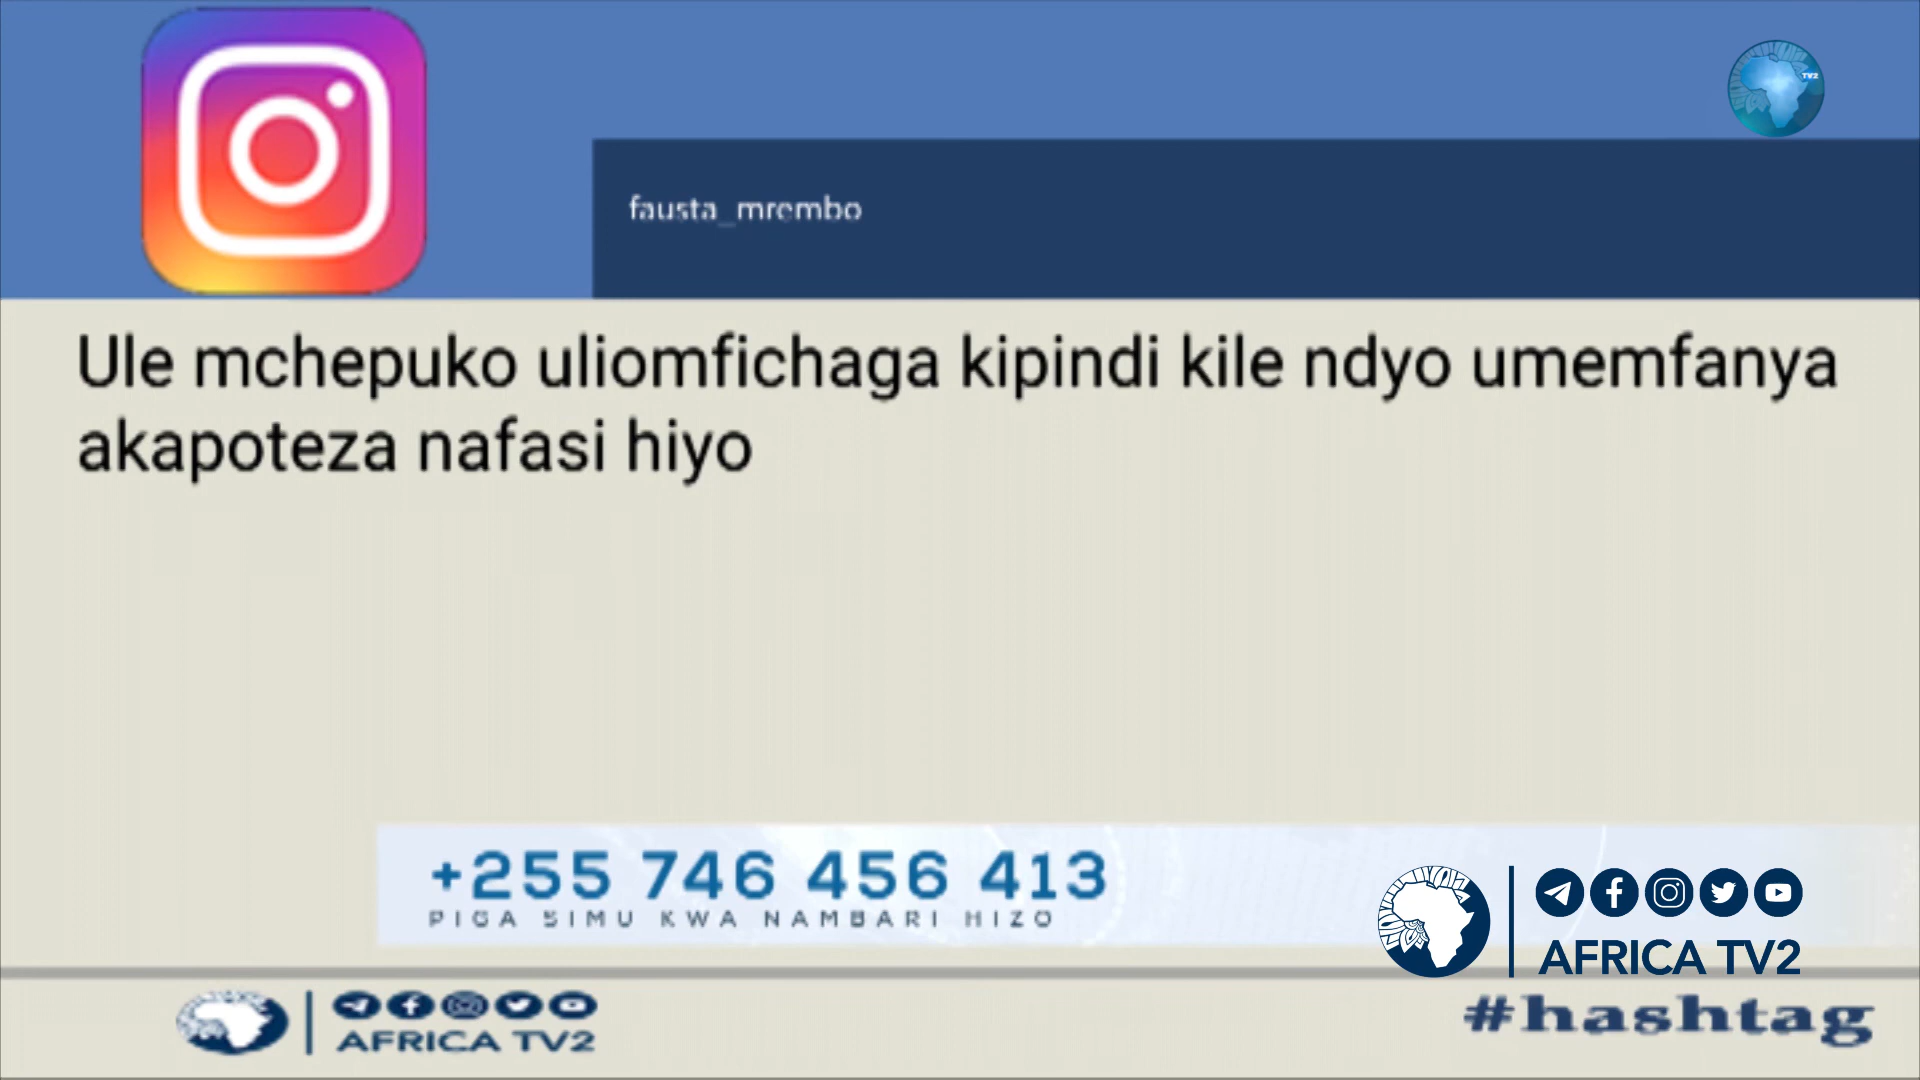 TV2
fausta_mrembo
Ule mchepuko uliomfichaga kipindi kile ndyo umemfanya
akapoteza nafasi hiyo
+255 746 456 413
PIGA SIMU KWA NAMBARI HIZO
AFRICA TV2
AFRICA TV2
#hashtag